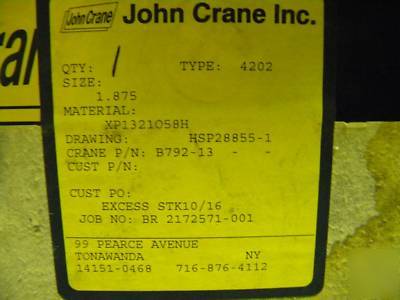 John Crane John Crane Inc.
QTY: 1 TYPE: 4202
SIZE:
1.875
MATERIAL:
XP1321O58H
DRAWING: HSP28855-1
CRANE P/N: B792-13 - -
CUST P/N:
CUST PO:
EXCESS STK10/16
JOB NO: BR 2172571-001
99 PEARCE AVENUE
TONAWANDA NY
14151-0468 716-876-4112